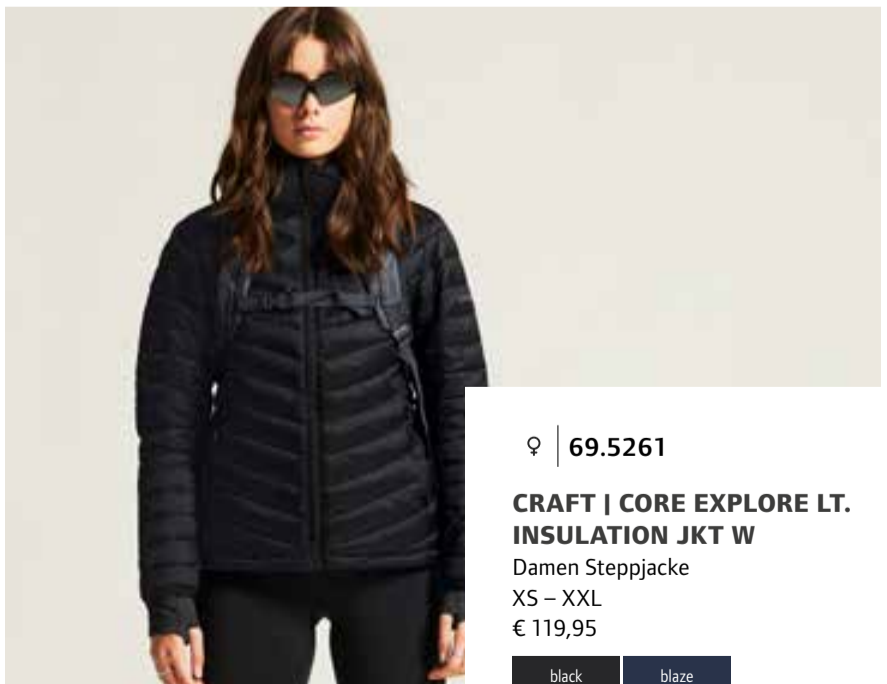 ♀ 69.5261
CRAFT | CORE EXPLORE LT.
INSULATION JKT W
Damen Steppjacke
XS – XXL
€ 119,95
black blaze